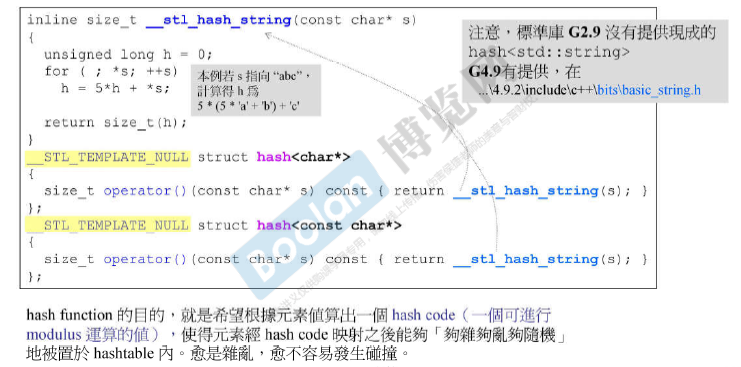 inline size_t __stl_hash_string(const char* s)
{
unsigned long h = 0;
for ( ; *s; ++s)
h = 5*h + *s;
return size_t(h);
}
本例若 s 指向 “abc”，
計算得 h 為
5 * (5 * 'a' + 'b') + 'c'
注意，標準庫 G2.9 沒有提供現成的
hash<std::string>
G4.9有提供，在
...\4.9.2\include\c++\bits\basic_string.h
__STL_TEMPLATE_NULL struct hash<char*>
{
size_t operator()(const char* s) const { return __stl_hash_string(s); }
};
__STL_TEMPLATE_NULL struct hash<const char*>
{
size_t operator()(const char* s) const { return __stl_hash_string(s); }
};
hash function 的目的，就是希望根據元素值算出一個 hash code（一個可進行
modulus 運算的值），使得元素經 hash code 映射之後能夠「夠雜夠亂夠隨機」
地被置於 hashtable 內。愈是雜亂，愈不容易發生碰撞。
Boolan 博览网